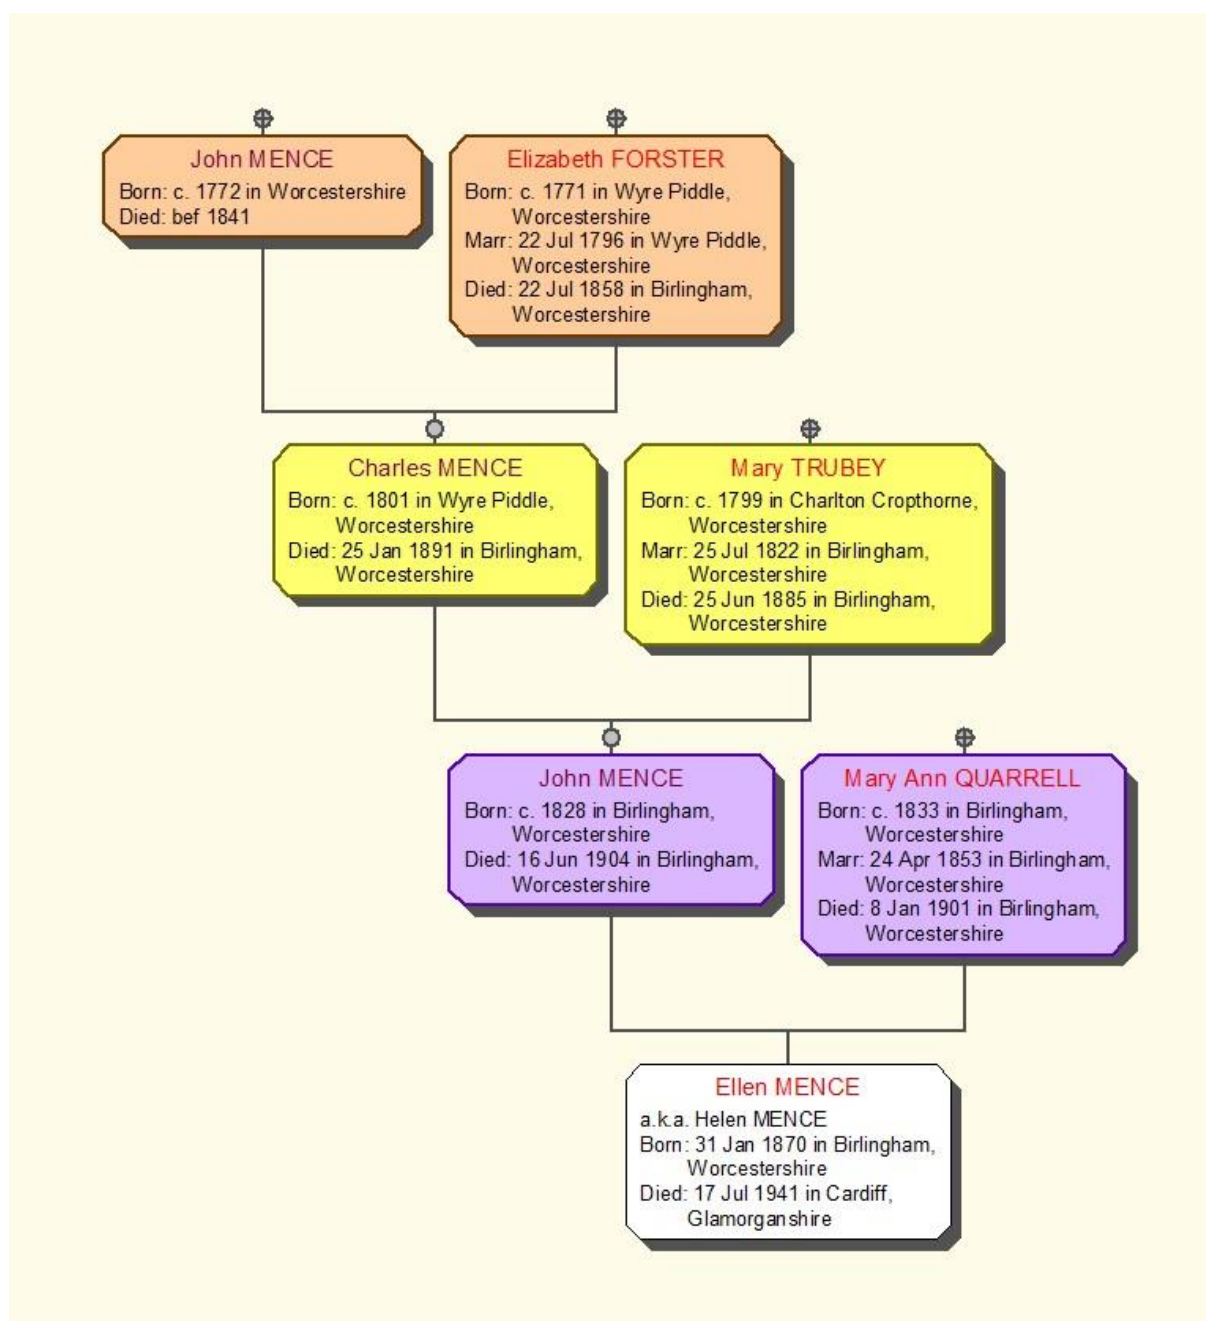 John MENCE
Born: c. 1772 in Worcestershire
Died: bef 1841
Elizabeth FORSTER
Born: c. 1771 in Wyre Piddle,
Worcestershire
Marr: 22 Jul 1796 in Wyre Piddle,
Worcestershire
Died: 22 Jul 1858 in Birlingham,
Worcestershire
Charles MENCE
Born: c. 1801 in Wyre Piddle,
Worcestershire
Died: 25 Jan 1891 in Birlingham,
Worcestershire
Mary TRUBEY
Born: c. 1799 in Charlton Cropthorne,
Worcestershire
Marr: 25 Jul 1822 in Birlingham,
Worcestershire
Died: 25 Jun 1885 in Birlingham,
Worcestershire
John MENCE
Born: c. 1828 in Birlingham,
Worcestershire
Died: 16 Jun 1904 in Birlingham,
Worcestershire
Mary Ann QUARRELL
Born: c. 1833 in Birlingham,
Worcestershire
Marr: 24 Apr 1853 in Birlingham,
Worcestershire
Died: 8 Jan 1901 in Birlingham,
Worcestershire
Ellen MENCE
a.k.a. Helen MENCE
Born: 31 Jan 1870 in Birlingham,
Worcestershire
Died: 17 Jul 1941 in Cardiff,
Glamorganshire